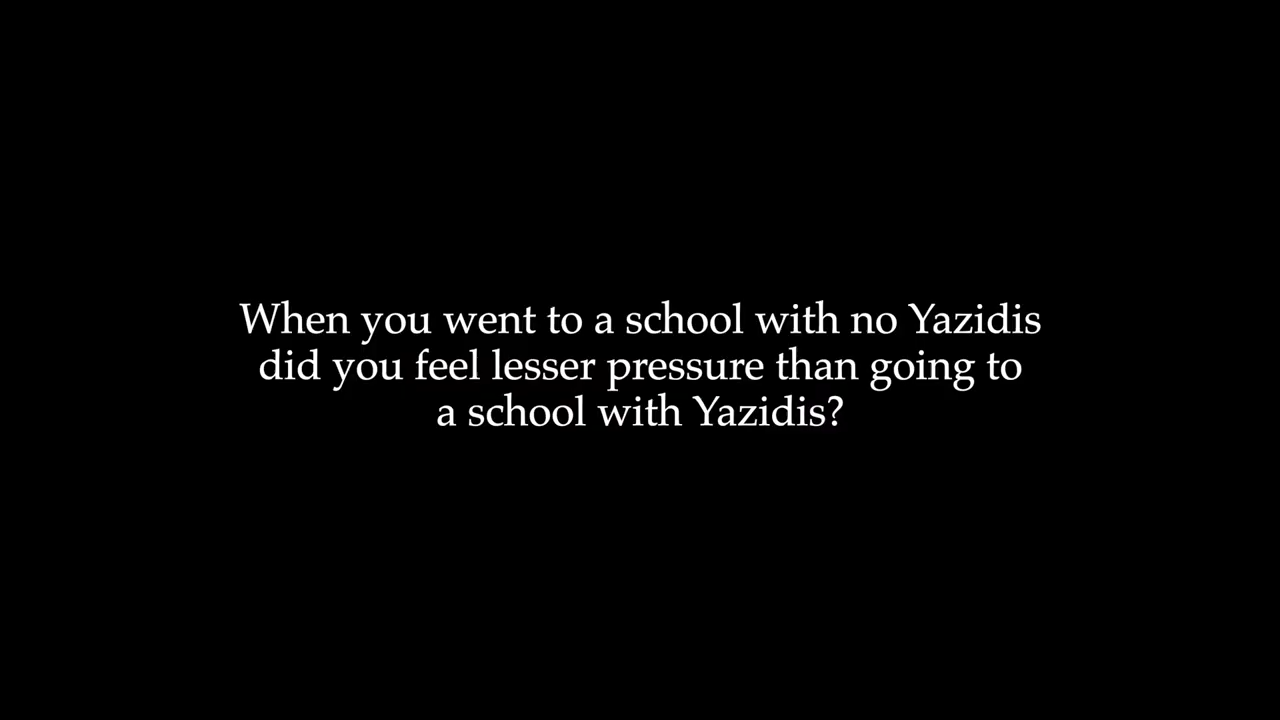 When you went to a school with no Yazidis
did you feel lesser pressure than going to
a school with Yazidis?